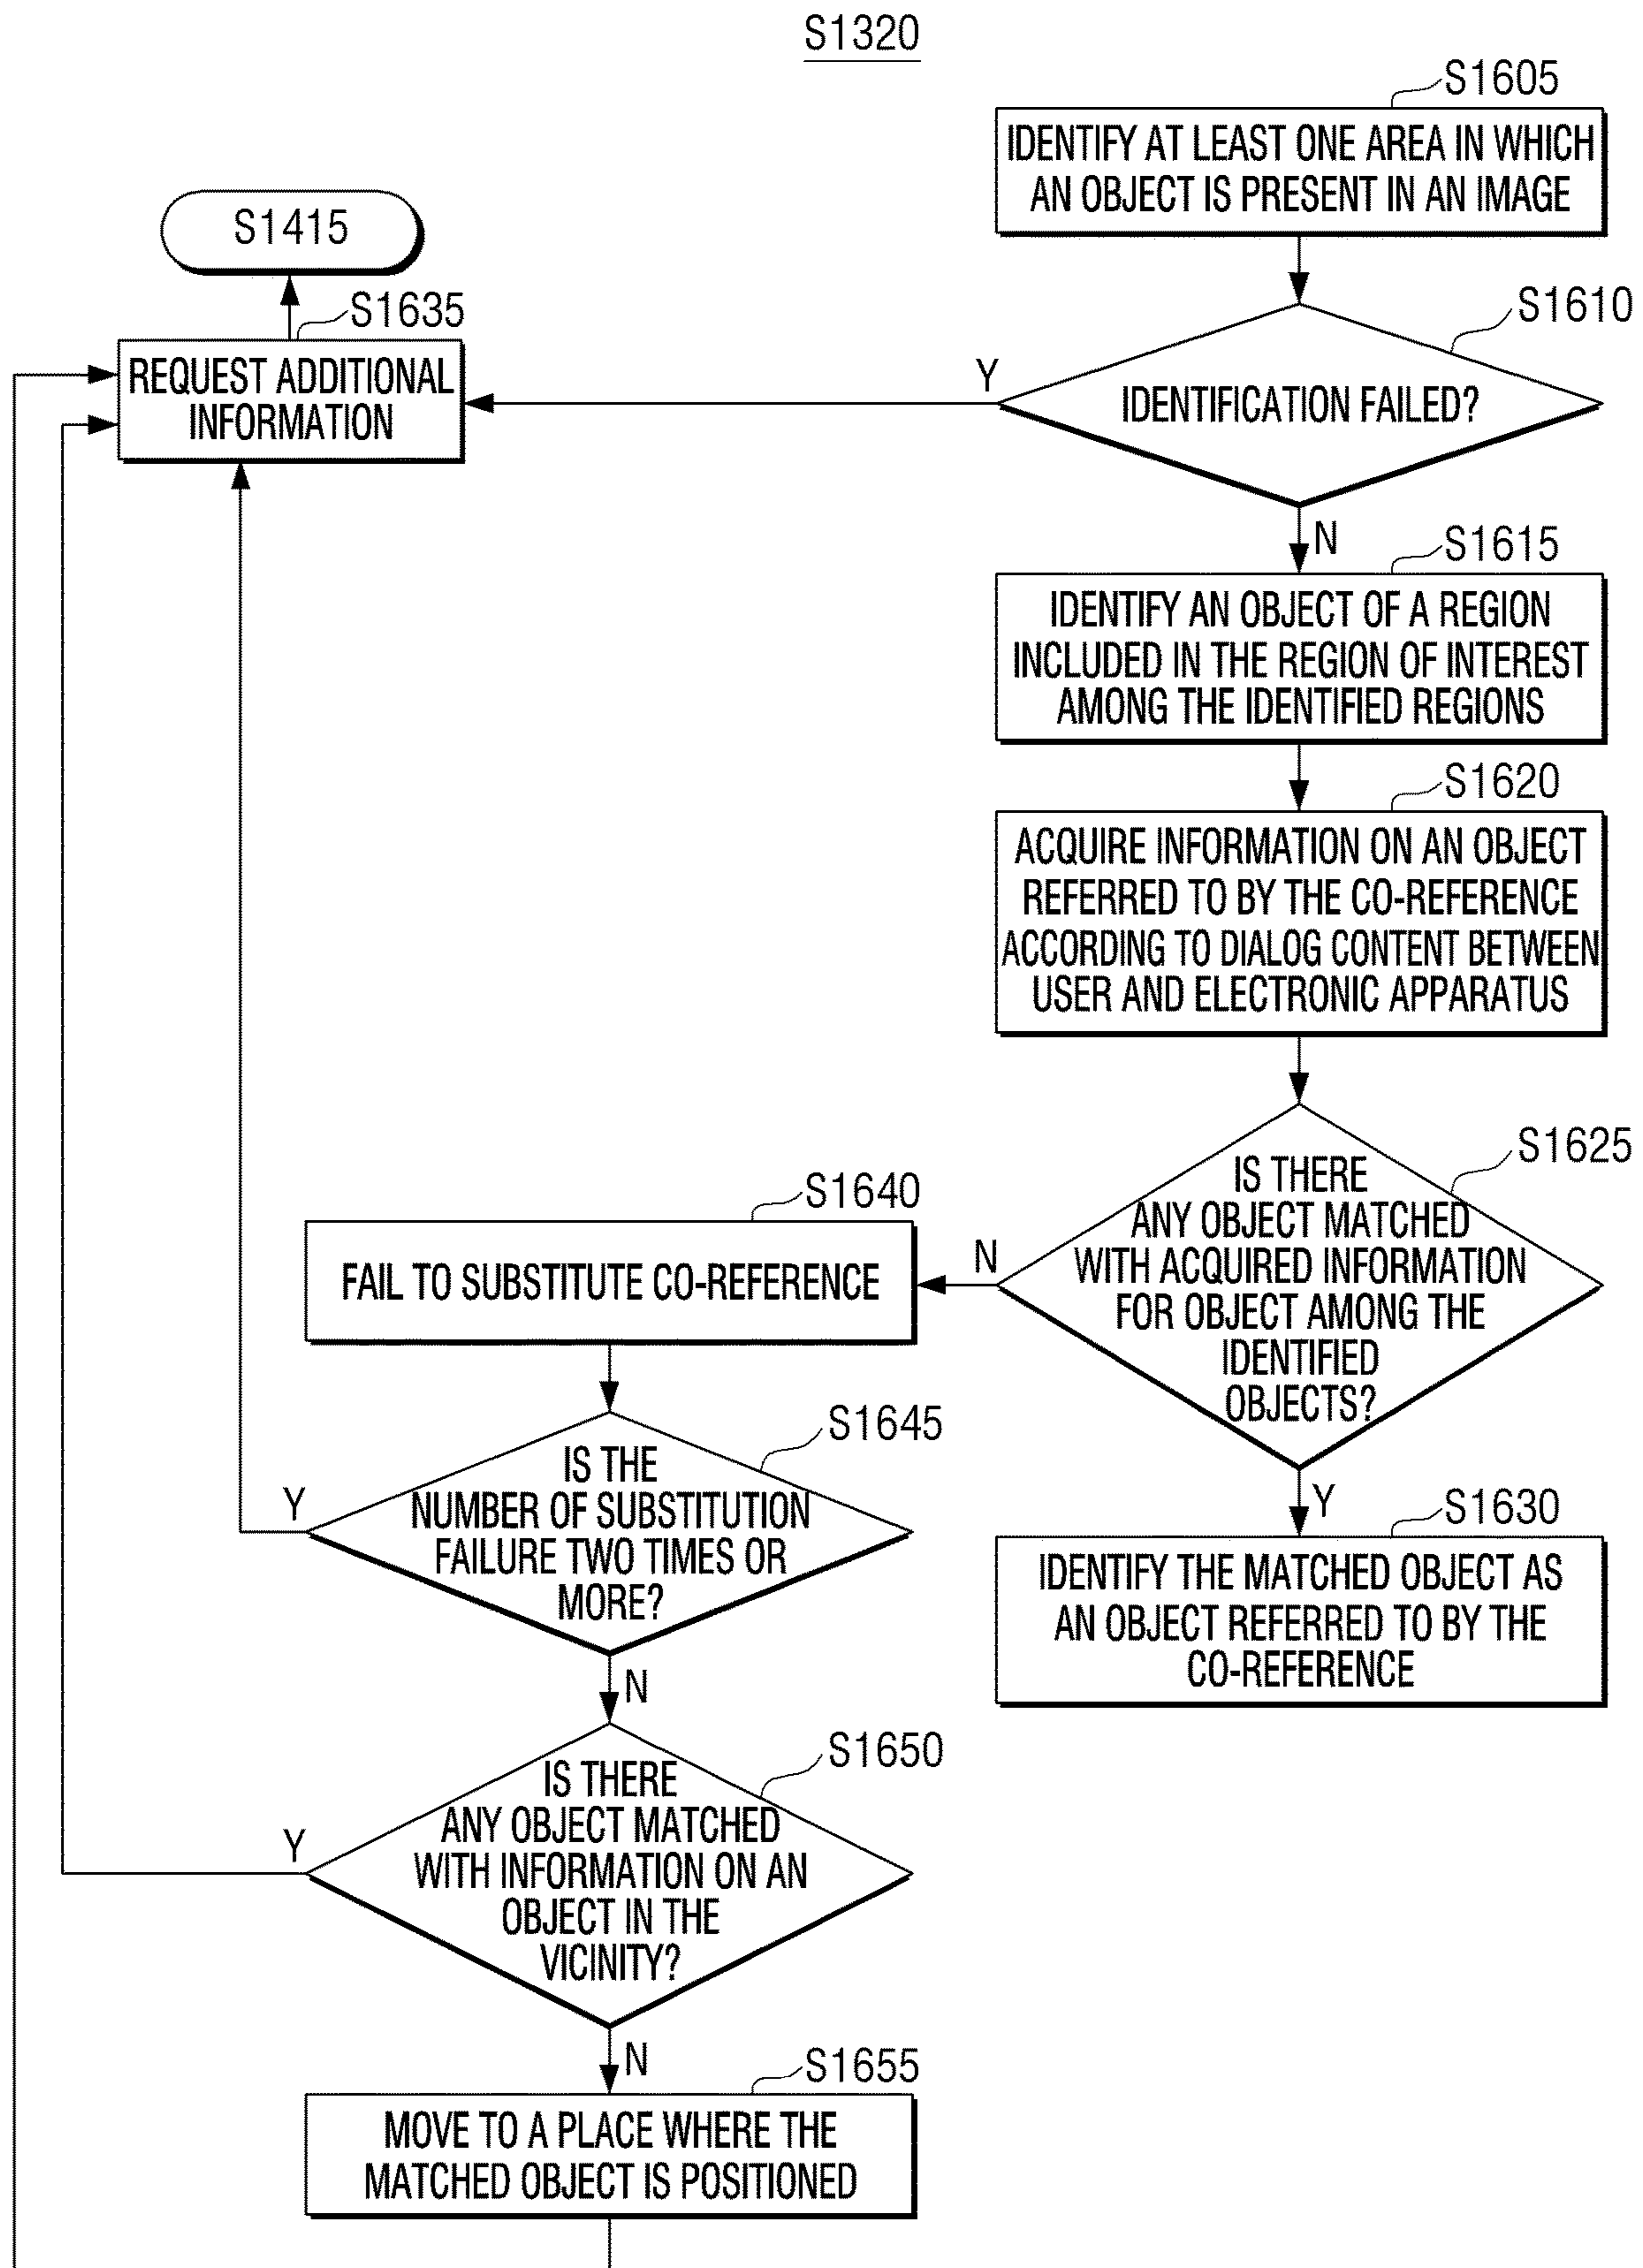 S1320
S1605
IDENTIFY AT LEAST ONE AREA IN WHICH
AN OBJECT IS PRESENT IN AN IMAGE
S1415
S1635
REQUEST ADDITIONAL
INFORMATION
S1610
Y
IDENTIFICATION FAILED?
N
S1615
IDENTIFY AN OBJECT OF A REGION
INCLUDED IN THE REGION OF INTEREST
AMONG THE IDENTIFIED REGIONS
S1620
ACQUIRE INFORMATION ON AN OBJECT
REFERRED TO BY THE CO-REFERENCE
ACCORDING TO DIALOG CONTENT BETWEEN
USER AND ELECTRONIC APPARATUS
S1625
IS THERE
ANY OBJECT MATCHED
WITH ACQUIRED INFORMATION
FOR OBJECT AMONG THE
IDENTIFIED
OBJECTS?
N
Y
S1630
IDENTIFY THE MATCHED OBJECT AS
AN OBJECT REFERRED TO BY THE
CO-REFERENCE
S1640
FAIL TO SUBSTITUTE CO-REFERENCE
S1645
Y
IS THE
NUMBER OF SUBSTITUTION
FAILURE TWO TIMES OR
MORE?
N
S1650
Y
IS THERE
ANY OBJECT MATCHED
WITH INFORMATION ON AN
OBJECT IN THE
VICINITY?
N
S1655
MOVE TO A PLACE WHERE THE
MATCHED OBJECT IS POSITIONED